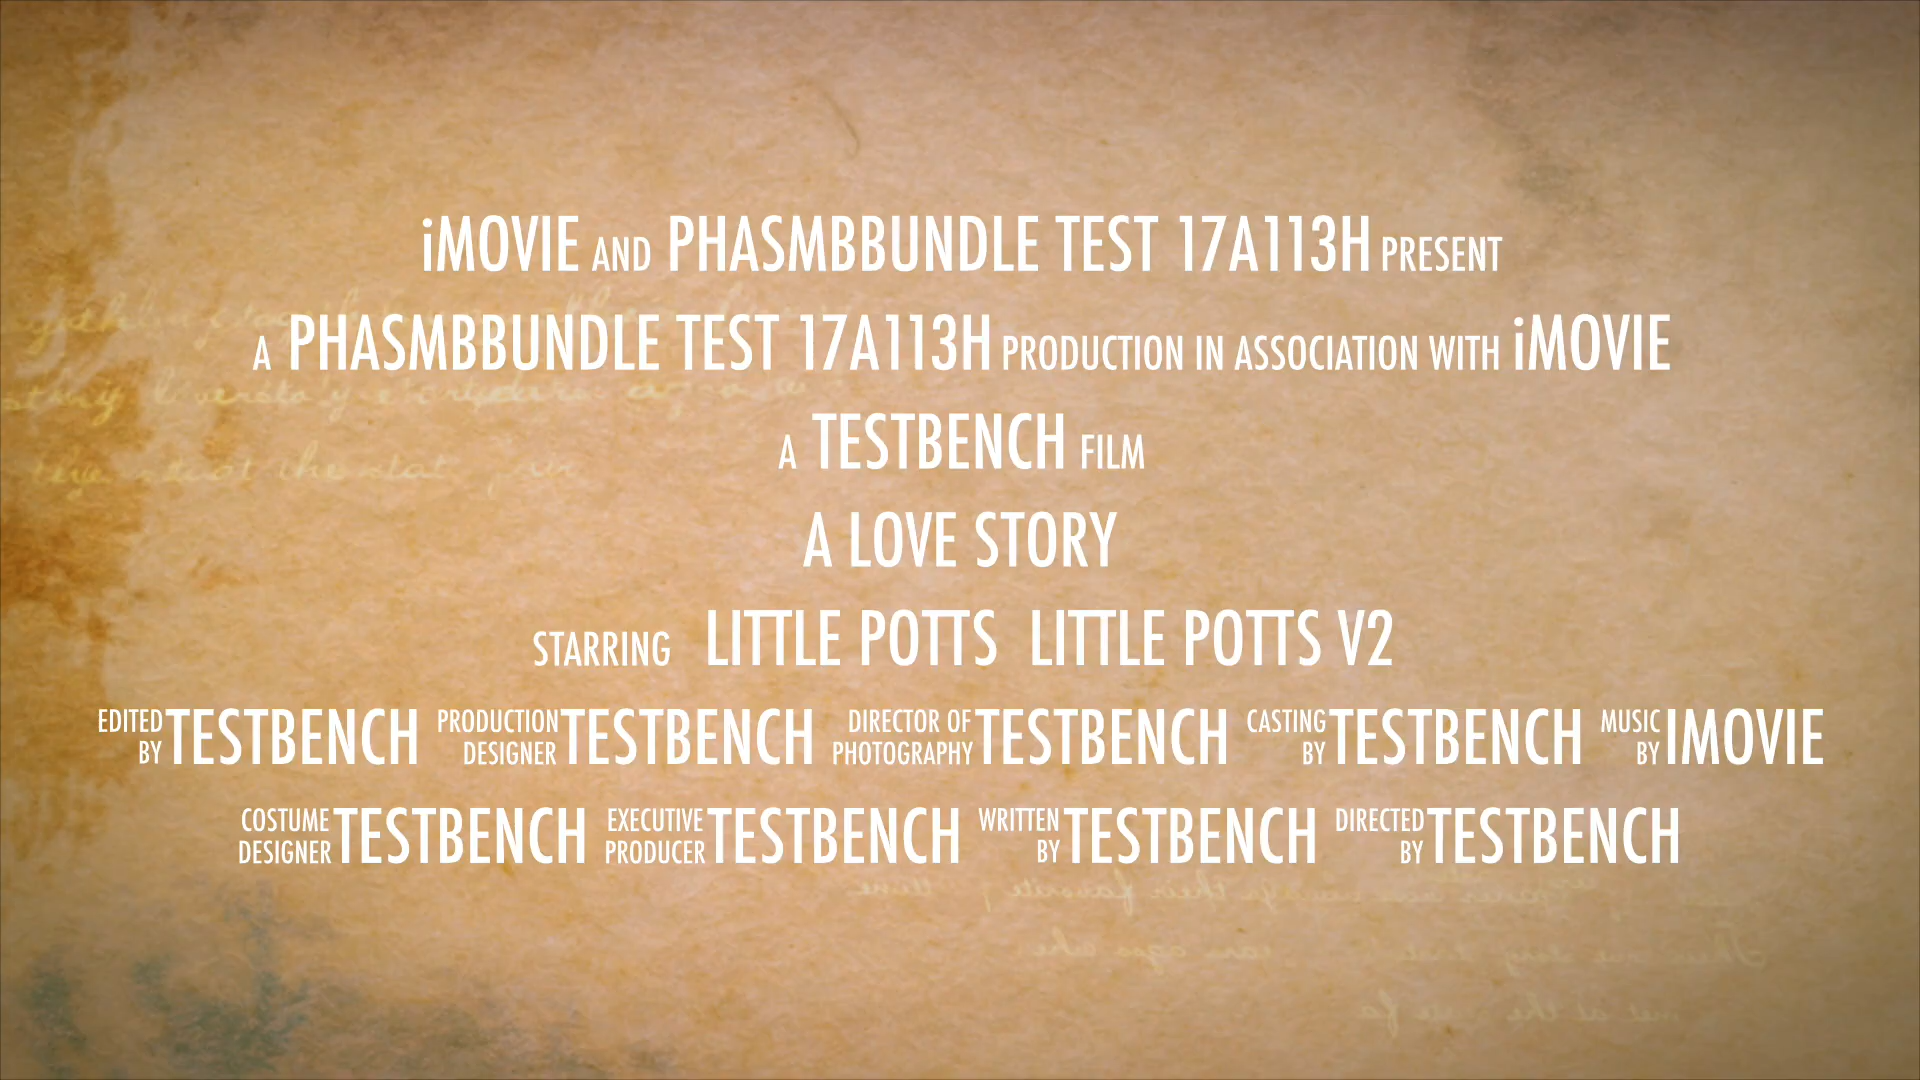 iMOVIE AND PHASMBBUNDLE TEST 17A113H PRESENT
A PHASMBBUNDLE TEST 17A113H PRODUCTION IN ASSOCIATION WITH iMOVIE
A TESTBENCH FILM
A LOVE STORY
STARRING LITTLE POTTS LITTLE POTTS V2
EDITED BY TESTBENCH PRODUCTION DESIGNER TESTBENCH DIRECTOR OF PHOTOGRAPHY TESTBENCH CASTING BY TESTBENCH MUSIC BY IMOVIE
COSTUME DESIGNER TESTBENCH EXECUTIVE PRODUCER TESTBENCH WRITTEN BY TESTBENCH DIRECTED BY TESTBENCH